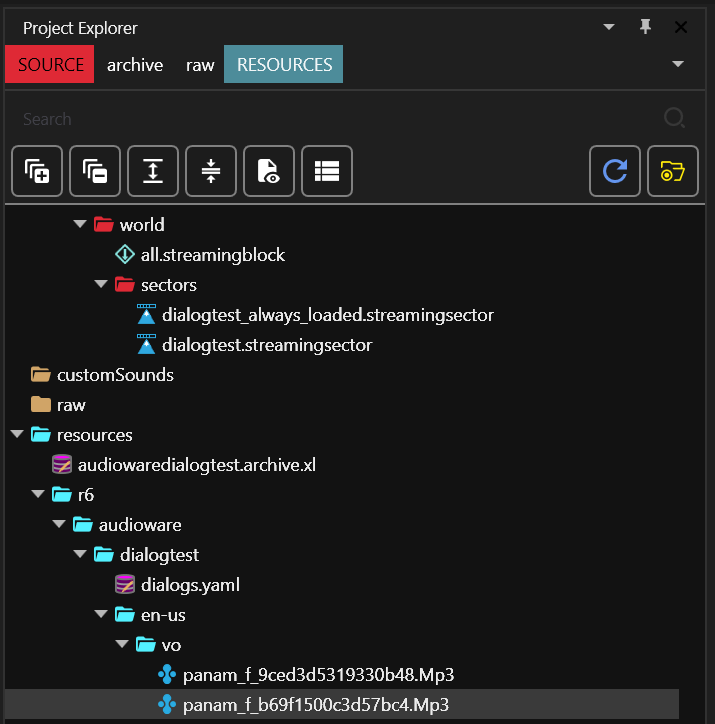 Project Explorer
SOURCE archive raw RESOURCES
Search
world
all.streamingblock
sectors
dialogtest_always_loaded.streamingsector
dialogtest.streamingsector
customSounds
raw
resources
audiowaredialogtest.archive.xl
r6
audioware
dialogtest
dialogs.yaml
en-us
vo
panam_f_9ced3d5319330b48.Mp3
panam_f_b69f1500c3d57bc4.Mp3